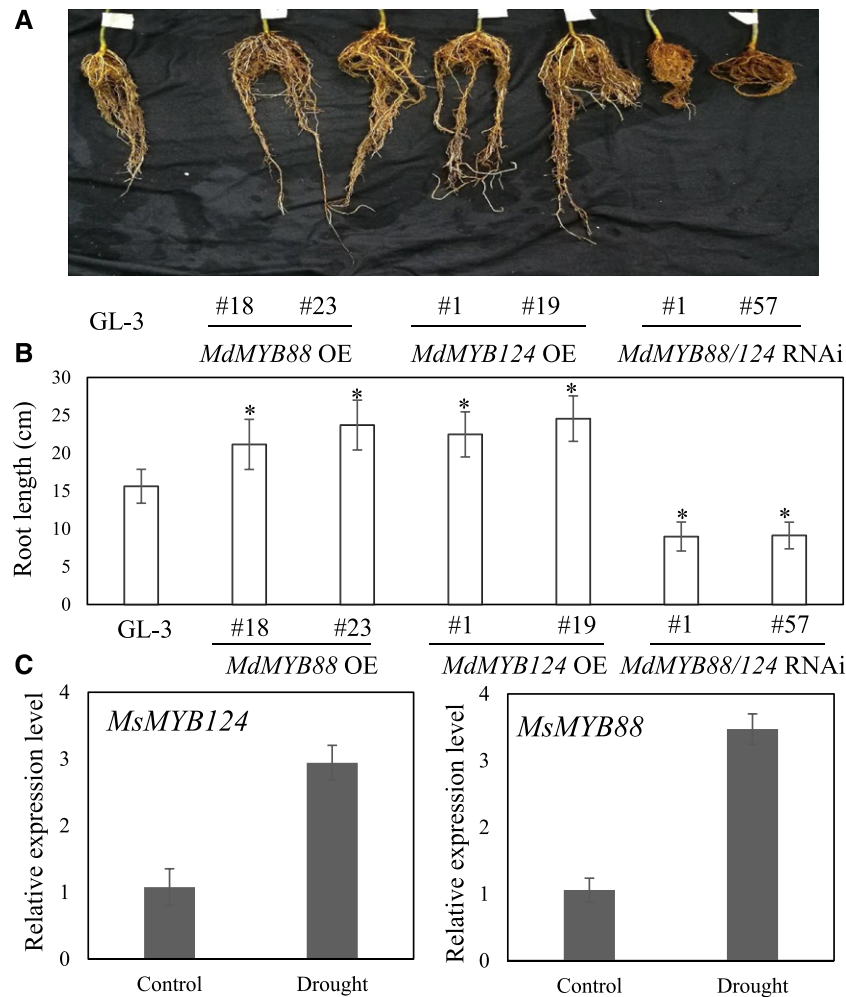 A
#18 #23 #1 #19 #1 #57
GL-3
MdMYB88 OE MdMYB124 OE MdMYB88/124 RNAi
B
30
25
20
15
10
5
0
Root length (cm)
* * * * * *
GL-3 #18 #23 #1 #19 #1 #57
MdMYB88 OE MdMYB124 OE MdMYB88/124 RNAi
C
4
3
2
1
0
Relative expression level
MsMYB124
Control Drought
4
3
2
1
0
Relative expression level
MsMYB88
Control Drought